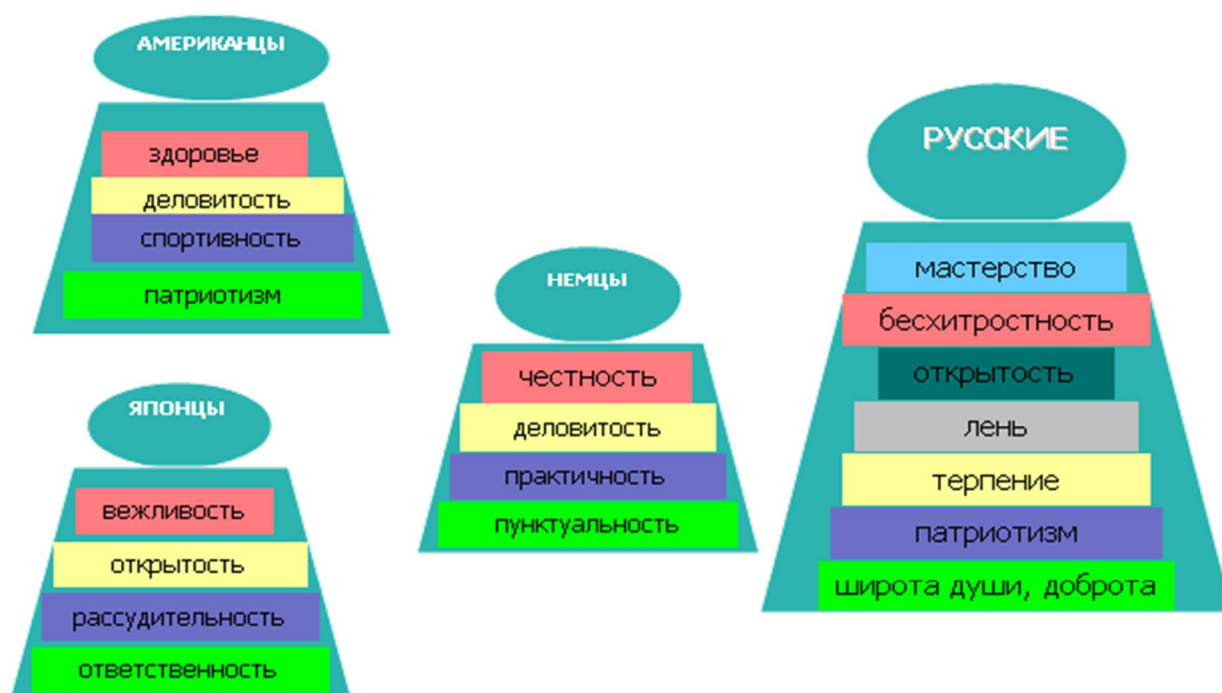 АМЕРИКАНЦЫ
здоровье
деловитость
спортивность
патриотизм
ЯПОНЦЫ
вежливость
открытость
рассудительность
ответственность
НЕМЦЫ
честность
деловитость
практичность
пунктуальность
РУССКИЕ
мастерство
бесхитростность
открытость
лень
терпение
патриотизм
широта души, доброта